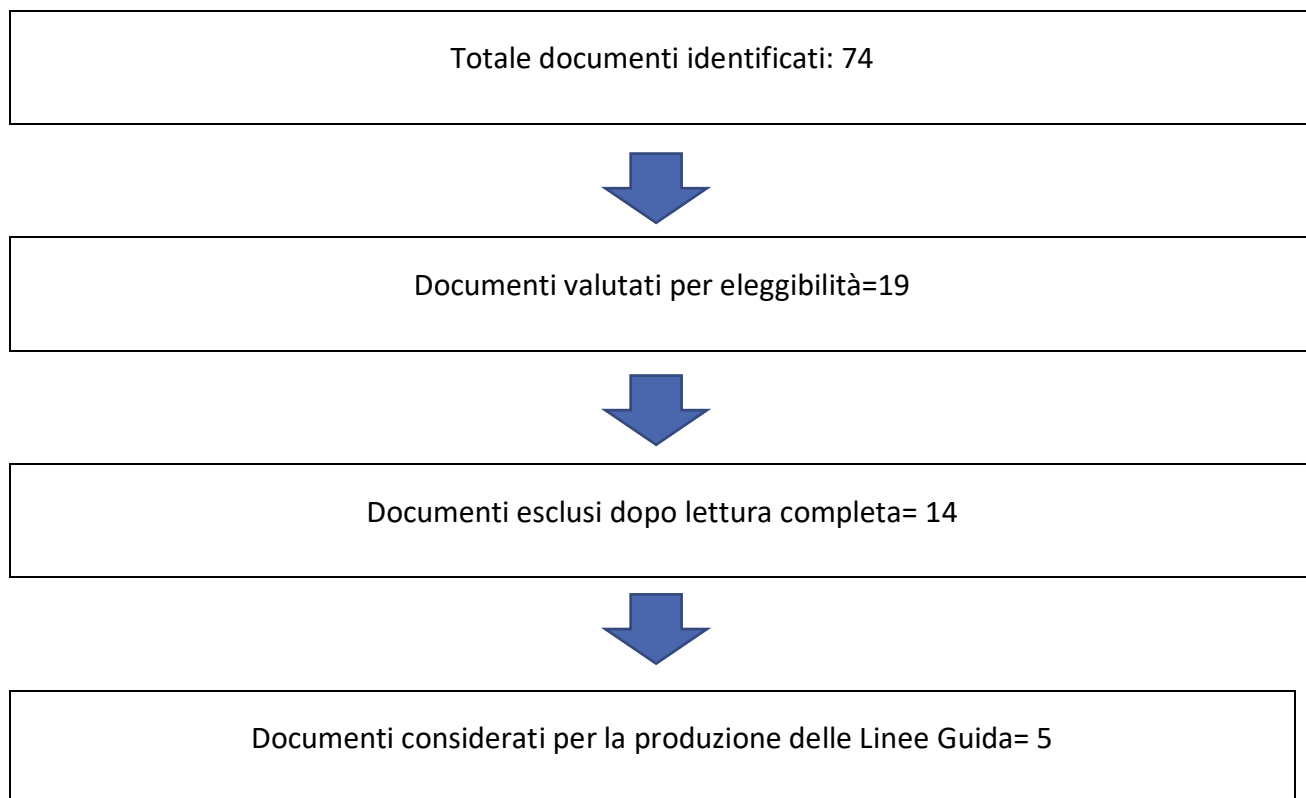 Totale documenti identificati: 74
Documenti valutati per eleggibilità=19
Documenti esclusi dopo lettura completa= 14
Documenti considerati per la produzione delle Linee Guida= 5